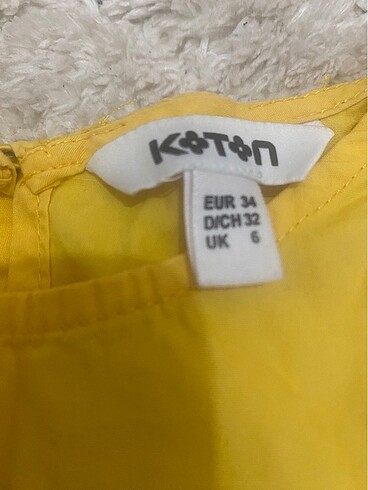 KOTON
EUR 34
D/CH 32
UK 6